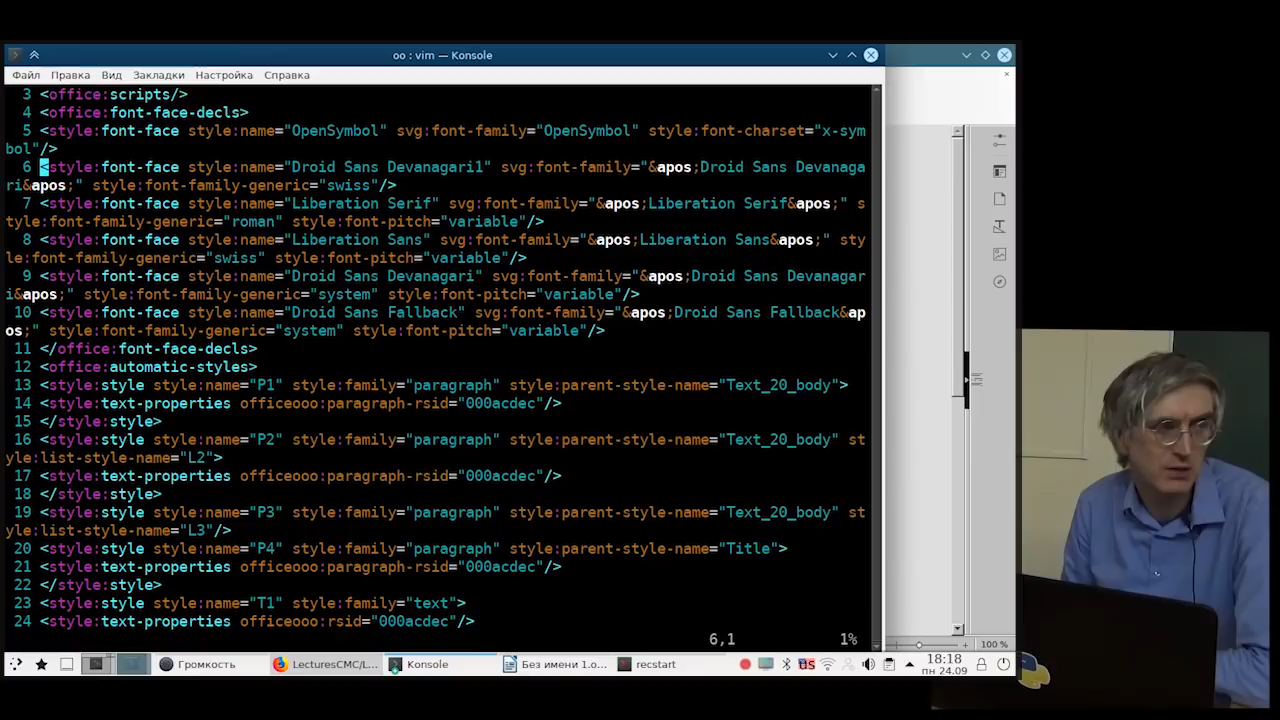 oo : vim — Konsole
Файл Правка Вид Закладки Настройка Справка
3 <office:scripts/>
4 <office:font-face-decls>
5 <style:font-face style:name="OpenSymbol" svg:font-family="OpenSymbol" style:font-charset="x-sym
bol"/>
6 <style:font-face style:name="Droid Sans Devanagari1" svg:font-family="&apos;Droid Sans Devanaga
ri&apos;" style:font-family-generic="swiss"/>
7 <style:font-face style:name="Liberation Serif" svg:font-family="&apos;Liberation Serif&apos;" s
tyle:font-family-generic="roman" style:font-pitch="variable"/>
8 <style:font-face style:name="Liberation Sans" svg:font-family="&apos;Liberation Sans&apos;" sty
le:font-family-generic="swiss" style:font-pitch="variable"/>
9 <style:font-face style:name="Droid Sans Devanagari" svg:font-family="&apos;Droid Sans Devanagar
i&apos;" style:font-family-generic="system" style:font-pitch="variable"/>
10 <style:font-face style:name="Droid Sans Fallback" svg:font-family="&apos;Droid Sans Fallback&ap
os;" style:font-family-generic="system" style:font-pitch="variable"/>
11 </office:font-face-decls>
12 <office:automatic-styles>
13 <style:style style:name="P1" style:family="paragraph" style:parent-style-name="Text_20_body">
14 <style:text-properties officeooo:paragraph-rsid="000acdec"/>
15 </style:style>
16 <style:style style:name="P2" style:family="paragraph" style:parent-style-name="Text_20_body" st
yle:list-style-name="L2">
17 <style:text-properties officeooo:paragraph-rsid="000acdec"/>
18 </style:style>
19 <style:style style:name="P3" style:family="paragraph" style:parent-style-name="Text_20_body" st
yle:list-style-name="L3"/>
20 <style:style style:name="P4" style:family="paragraph" style:parent-style-name="Title">
21 <style:text-properties officeooo:paragraph-rsid="000acdec"/>
22 </style:style>
23 <style:style style:name="T1" style:family="text">
24 <style:text-properties officeooo:rsid="000acdec"/>
6,1 1%
100 %
Громкость LecturesCMC/L... Konsole Без имени 1.o... recstart US 18:18
пн 24.09